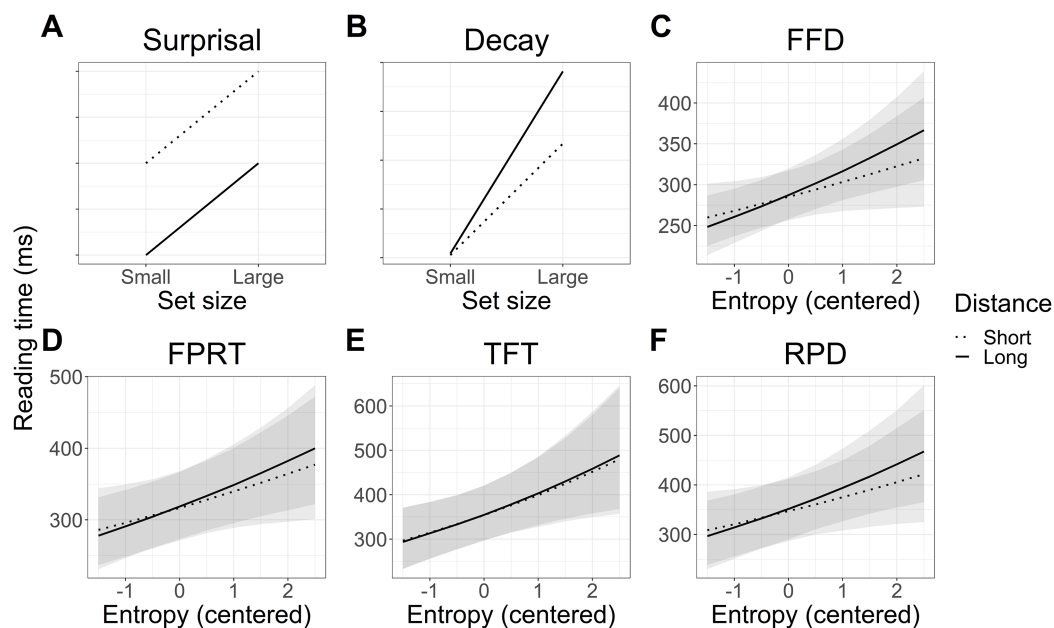 A
Surprisal
B
Decay
C
FFD
400
350
300
250
Small Large
Set size
Small Large
Set size
-1 0 1 2
Entropy (centered)
Reading time (ms)
Distance
Short
Long
D
FPRT
500
400
300
-1 0 1 2
Entropy (centered)
E
TFT
600
500
400
300
-1 0 1 2
Entropy (centered)
F
RPD
600
500
400
300
-1 0 1 2
Entropy (centered)